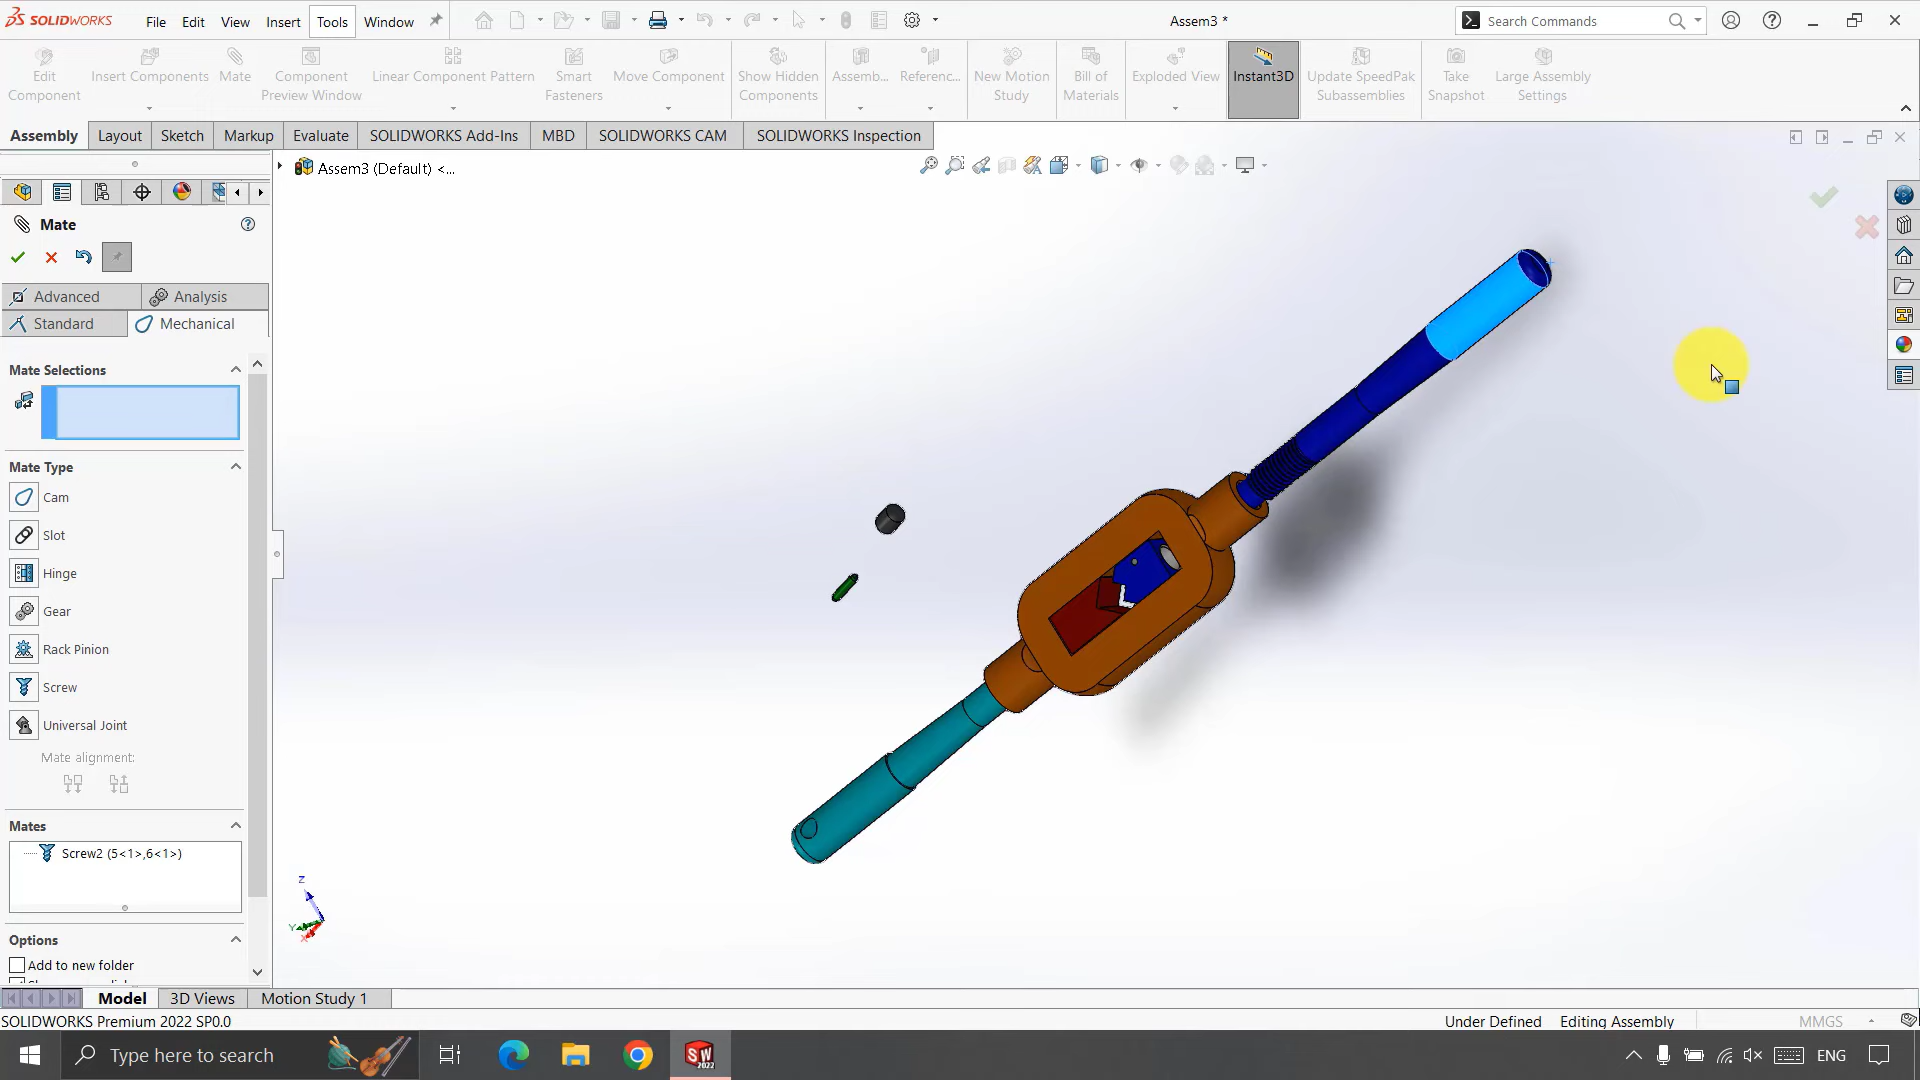 SOLIDWORKS
File Edit View Insert Tools Window
Assem3 *
Search Commands
Edit Component
Insert Components
Mate
Component Preview Window
Linear Component Pattern
Smart Fasteners
Move Component
Show Hidden Components
Assemb...
Referenc...
New Motion Study
Bill of Materials
Exploded View
Instant3D
Update SpeedPak Subassemblies
Take Snapshot
Large Assembly Settings
Assembly Layout Sketch Markup Evaluate SOLIDWORKS Add-Ins MBD SOLIDWORKS CAM SOLIDWORKS Inspection
Assem3 (Default) <...
Mate
Advanced Analysis
Standard Mechanical
Mate Selections
Mate Type
Cam
Slot
Hinge
Gear
Rack Pinion
Screw
Universal Joint
Mate alignment:
Mates
Screw2 (5<1>,6<1>)
Options
Add to new folder
Z
Y
X
Model 3D Views Motion Study 1
SOLIDWORKS Premium 2022 SP0.0
Under Defined Editing Assembly MMGS
Type here to search
SW
2022
ENG